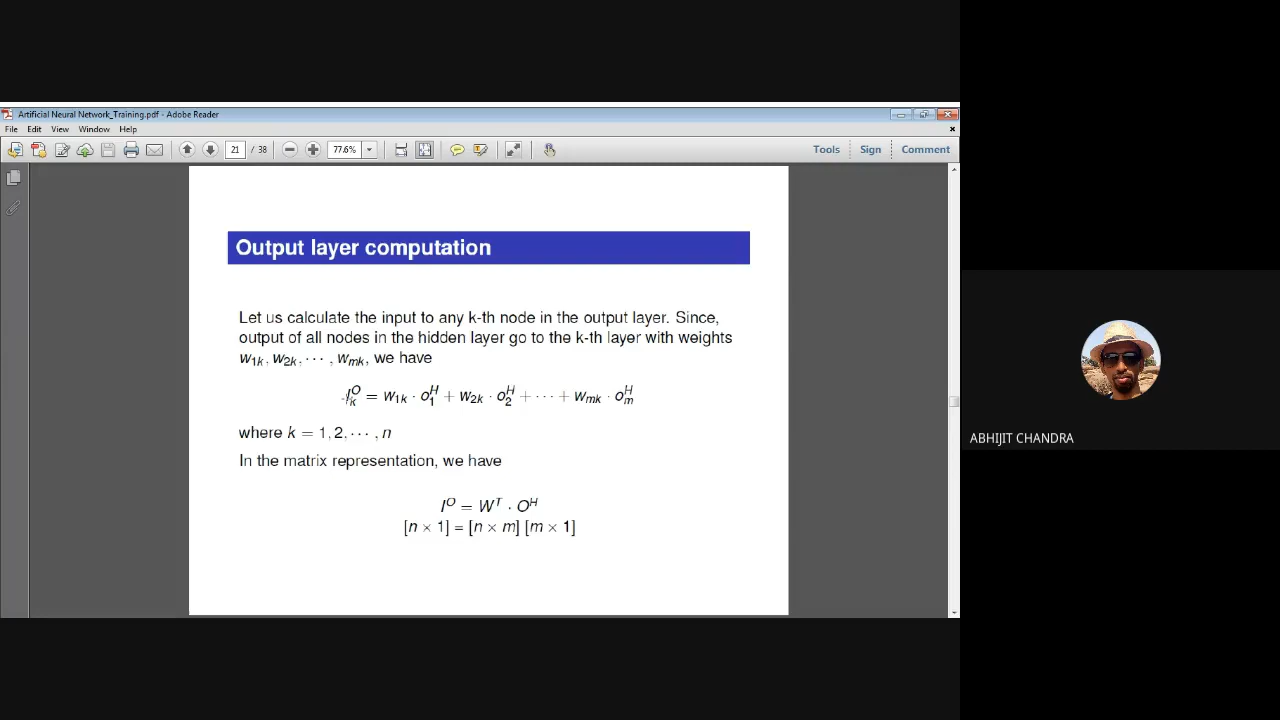 Artificial Neural Network_Training.pdf - Adobe Reader
File Edit View Window Help
21 / 38 77.6% Tools Sign Comment
Output layer computation
Let us calculate the input to any k-th node in the output layer. Since,
output of all nodes in the hidden layer go to the k-th layer with weights
w₁ₖ, w₂ₖ, ⋯ , wₘₖ, we have
Iₖᴼ = w₁ₖ · o₁ᴴ + w₂ₖ · o₂ᴴ + ⋯ + wₘₖ · oₘᴴ
where k = 1, 2, ⋯ , n
In the matrix representation, we have
Iᴼ = Wᵀ · Oᴴ
[n × 1] = [n × m] [m × 1]
ABHIJIT CHANDRA